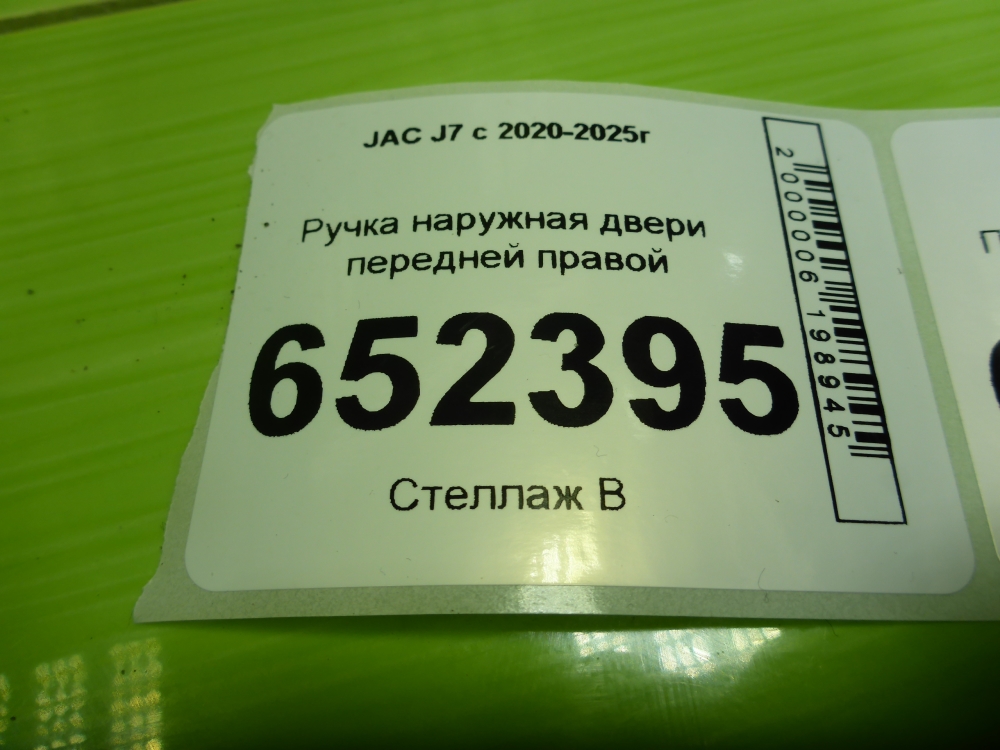 JAC J7 с 2020-2025г
Ручка наружная двери
передней правой
652395
Стеллаж В
2000006198945
П